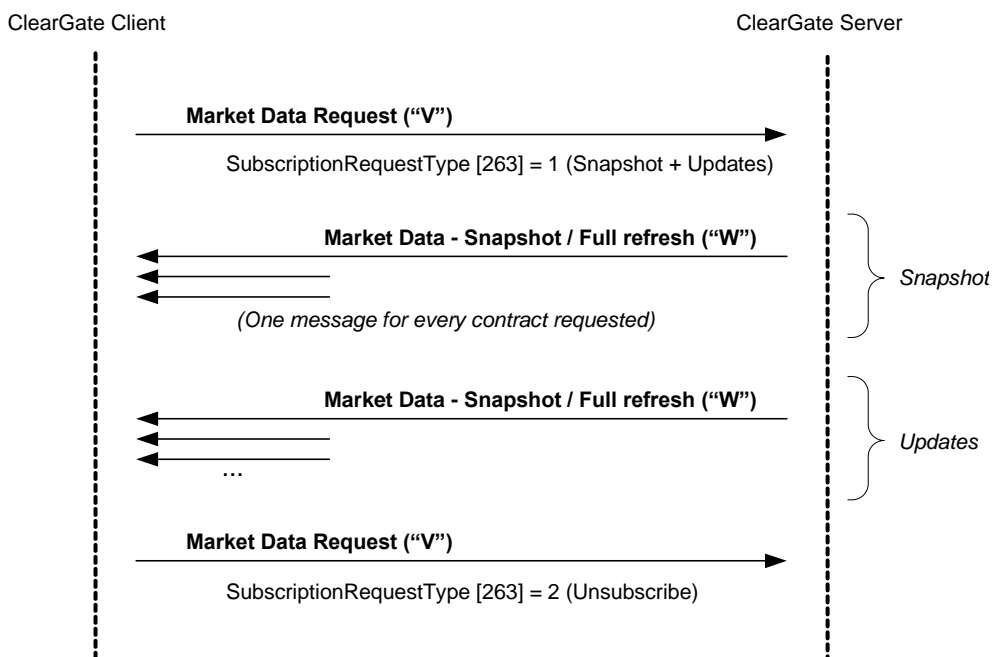 ClearGate Client
ClearGate Server
Market Data Request (“V”)
SubscriptionRequestType [263] = 1 (Snapshot + Updates)
Market Data - Snapshot / Full refresh (“W”)
Snapshot
(One message for every contract requested)
Market Data - Snapshot / Full refresh (“W”)
Updates
...
Market Data Request (“V”)
SubscriptionRequestType [263] = 2 (Unsubscribe)